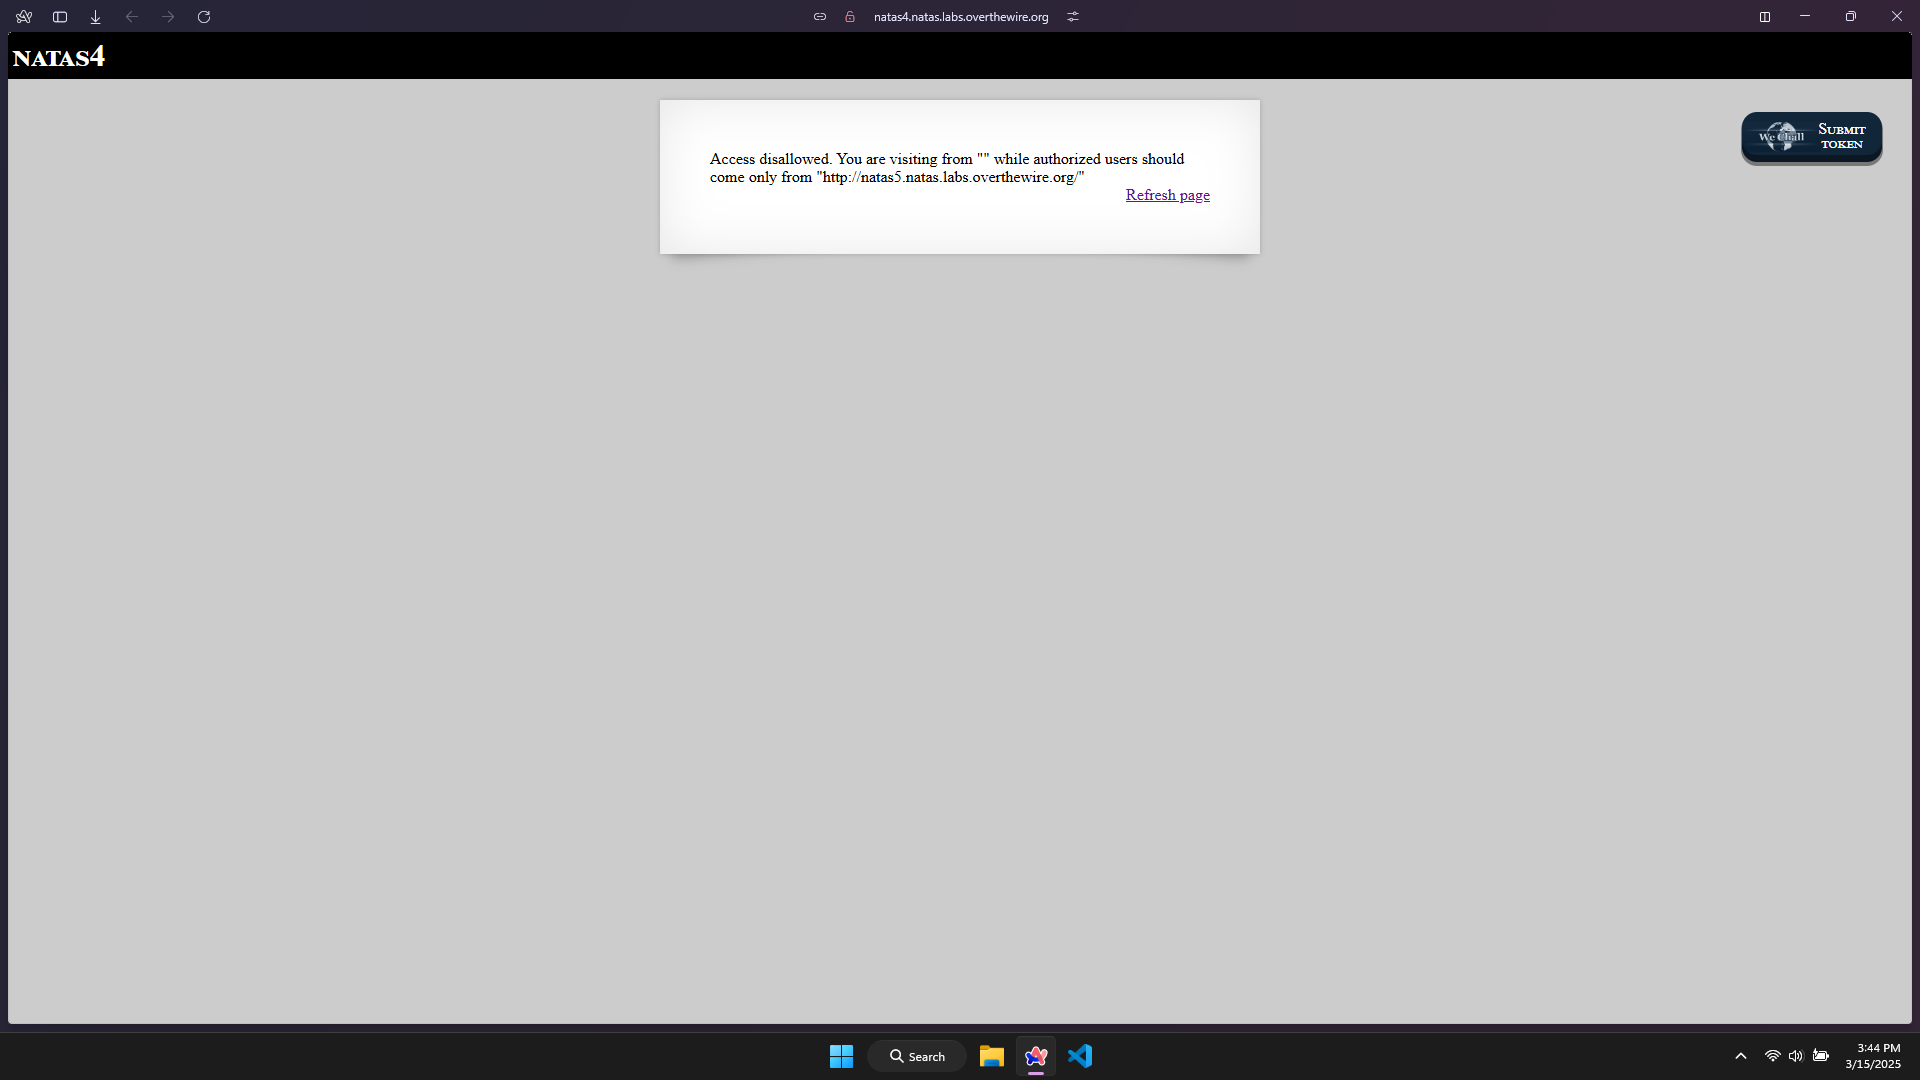 natas4.natas.labs.overthewire.org
NATAS4
Access disallowed. You are visiting from "" while authorized users should
come only from "http://natas5.natas.labs.overthewire.org/"
Refresh page
We Chall
SUBMIT
TOKEN
Search
3:44 PM
3/15/2025